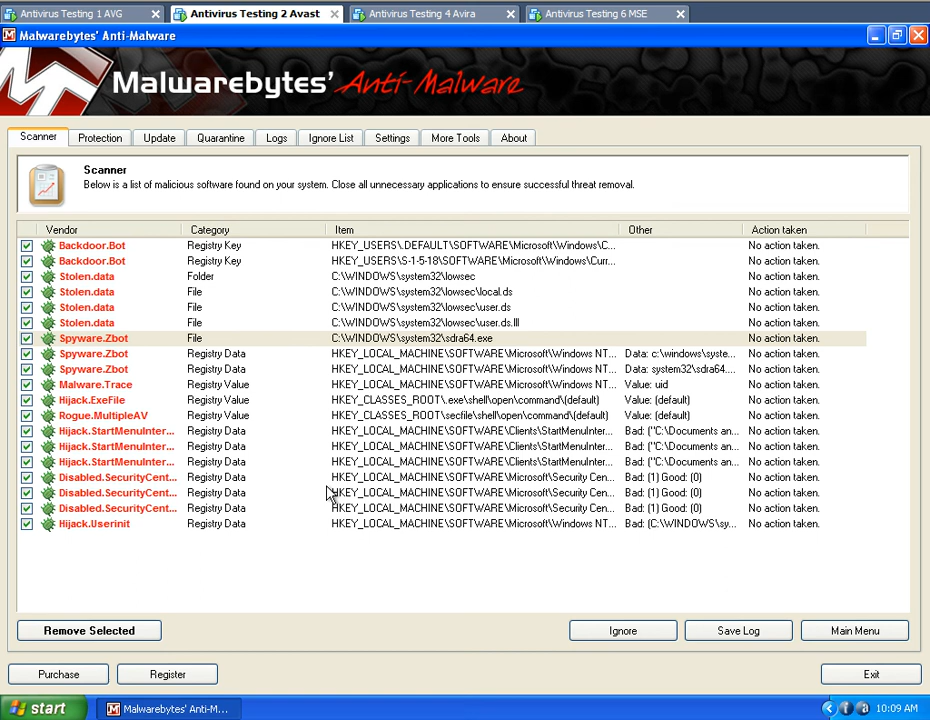 Antivirus Testing 1 AVG
Antivirus Testing 2 Avast
Antivirus Testing 4 Avira
Antivirus Testing 6 MSE
Malwarebytes' Anti-Malware
Malwarebytes' Anti-Malware
Scanner Protection Update Quarantine Logs Ignore List Settings More Tools About
Scanner
Below is a list of malicious software found on your system. Close all unnecessary applications to ensure successful threat removal.
Vendor Category Item Other Action taken
Backdoor.Bot Registry Key HKEY_USERS\.DEFAULT\SOFTWARE\Microsoft\Windows\C... No action taken.
Backdoor.Bot Registry Key HKEY_USERS\S-1-5-18\SOFTWARE\Microsoft\Windows\Curr... No action taken.
Stolen.data Folder C:\WINDOWS\system32\lowsec No action taken.
Stolen.data File C:\WINDOWS\system32\lowsec\local.ds No action taken.
Stolen.data File C:\WINDOWS\system32\lowsec\user.ds No action taken.
Stolen.data File C:\WINDOWS\system32\lowsec\user.ds.lll No action taken.
Spyware.Zbot File C:\WINDOWS\system32\sdra64.exe No action taken.
Spyware.Zbot Registry Data HKEY_LOCAL_MACHINE\SOFTWARE\Microsoft\Windows NT... Data: c:\windows\syste... No action taken.
Spyware.Zbot Registry Data HKEY_LOCAL_MACHINE\SOFTWARE\Microsoft\Windows NT... Data: system32\sdra64.... No action taken.
Malware.Trace Registry Value HKEY_LOCAL_MACHINE\SOFTWARE\Microsoft\Windows NT... Value: uid No action taken.
Hijack.ExeFile Registry Value HKEY_CLASSES_ROOT\.exe\shell\open\command\(default) Value: (default) No action taken.
Rogue.MultipleAV Registry Value HKEY_CLASSES_ROOT\secfile\shell\open\command\(default) Value: (default) No action taken.
Hijack.StartMenuInter... Registry Data HKEY_LOCAL_MACHINE\SOFTWARE\Clients\StartMenuInter... Bad: ("C:\Documents an... No action taken.
Hijack.StartMenuInter... Registry Data HKEY_LOCAL_MACHINE\SOFTWARE\Clients\StartMenuInter... Bad: ("C:\Documents an... No action taken.
Hijack.StartMenuInter... Registry Data HKEY_LOCAL_MACHINE\SOFTWARE\Clients\StartMenuInter... Bad: ("C:\Documents an... No action taken.
Disabled.SecurityCent... Registry Data HKEY_LOCAL_MACHINE\SOFTWARE\Microsoft\Security Cen... Bad: (1) Good: (0) No action taken.
Disabled.SecurityCent... Registry Data HKEY_LOCAL_MACHINE\SOFTWARE\Microsoft\Security Cen... Bad: (1) Good: (0) No action taken.
Disabled.SecurityCent... Registry Data HKEY_LOCAL_MACHINE\SOFTWARE\Microsoft\Security Cen... Bad: (1) Good: (0) No action taken.
Hijack.Userinit Registry Data HKEY_LOCAL_MACHINE\SOFTWARE\Microsoft\Windows NT... Bad: (C:\WINDOWS\sy... No action taken.
Remove Selected Ignore Save Log Main Menu
Purchase Register Exit
start Malwarebytes' Anti-M... 10:09 AM